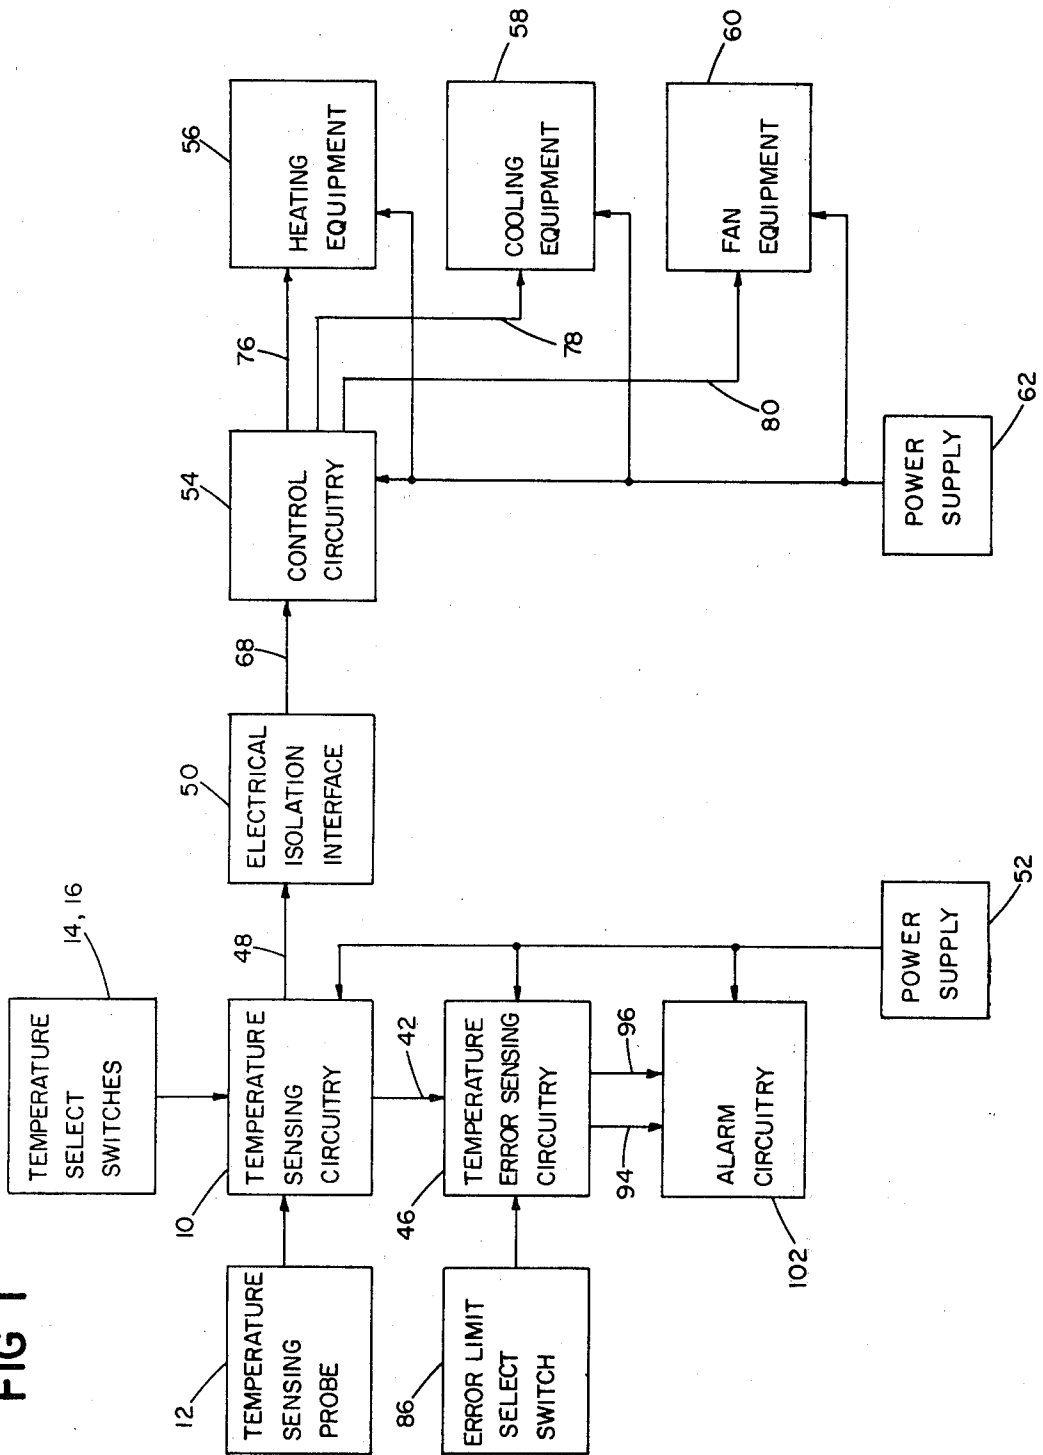 FIG 1
TEMPERATURE
SELECT
SWITCHES
14, 16
12
TEMPERATURE
SENSING
PROBE
10
TEMPERATURE
SENSING
CIRCUITRY
48
50
ELECTRICAL
ISOLATION
INTERFACE
68
54
CONTROL
CIRCUITRY
76
56
HEATING
EQUIPMENT
42
86
ERROR LIMIT
SELECT
SWITCH
46
TEMPERATURE
ERROR SENSING
CIRCUITRY
78
58
COOLING
EQUIPMENT
94
96
102
ALARM
CIRCUITRY
80
60
FAN
EQUIPMENT
POWER
SUPPLY
52
POWER
SUPPLY
62